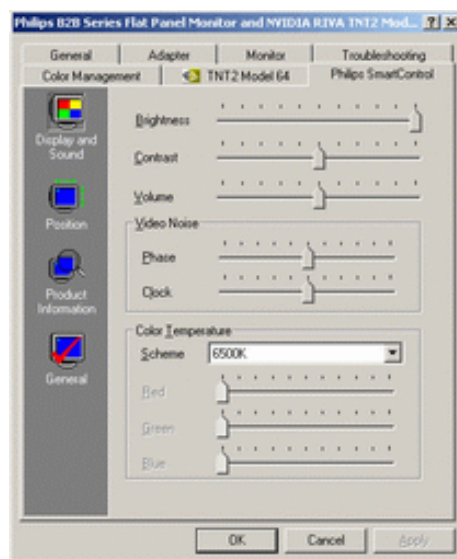 Philips B2B Series Flat Panel Monitor and NVIDIA RIVA TNT2 Mod...
General Adapter Monitor Troubleshooting
Color Management TNT2 Model 64 Philips SmartControl
Display and
Sound
Position
Product
Information
General
Brightness
Contrast
Volume
Video Noise
Phase
Clock
Color Temperature
Scheme 6500K
Red
Green
Blue
OK Cancel Apply